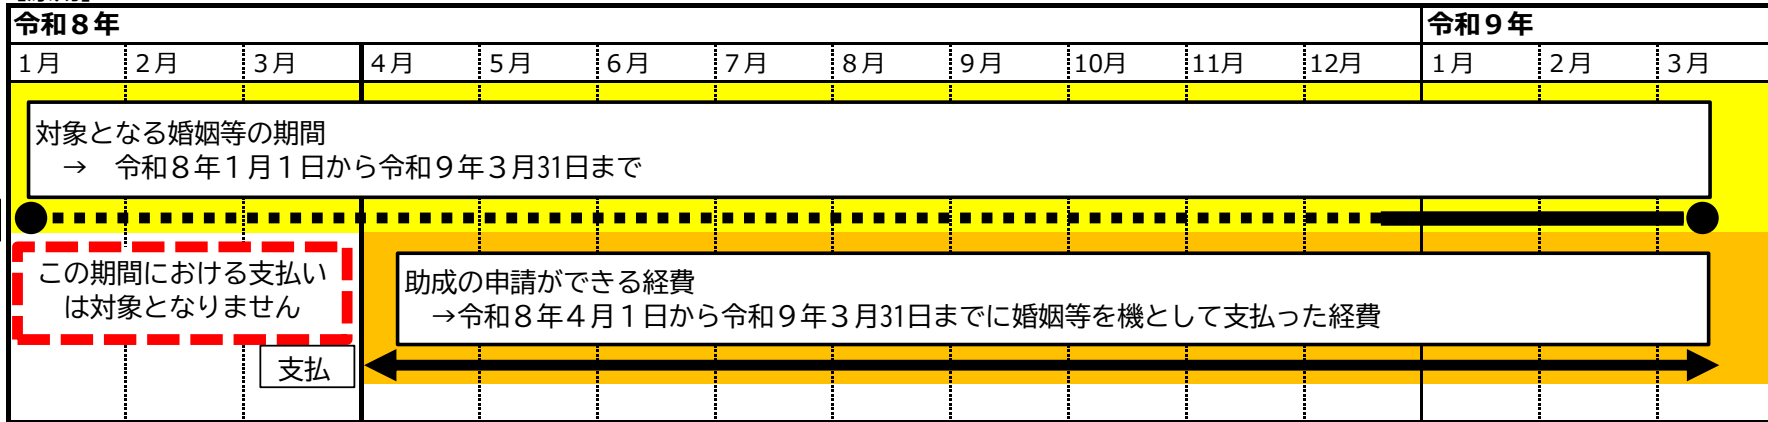 令和８年 令和９年
１月 ２月 ３月 ４月 ５月 ６月 ７月 ８月 ９月 10月 11月 12月 １月 ２月 ３月
対象となる婚姻等の期間
→ 令和８年１月１日から令和９年３月31日まで
この期間における支払い
は対象となりません
助成の申請ができる経費
→令和８年４月１日から令和９年３月31日までに婚姻等を機として支払った経費
支払